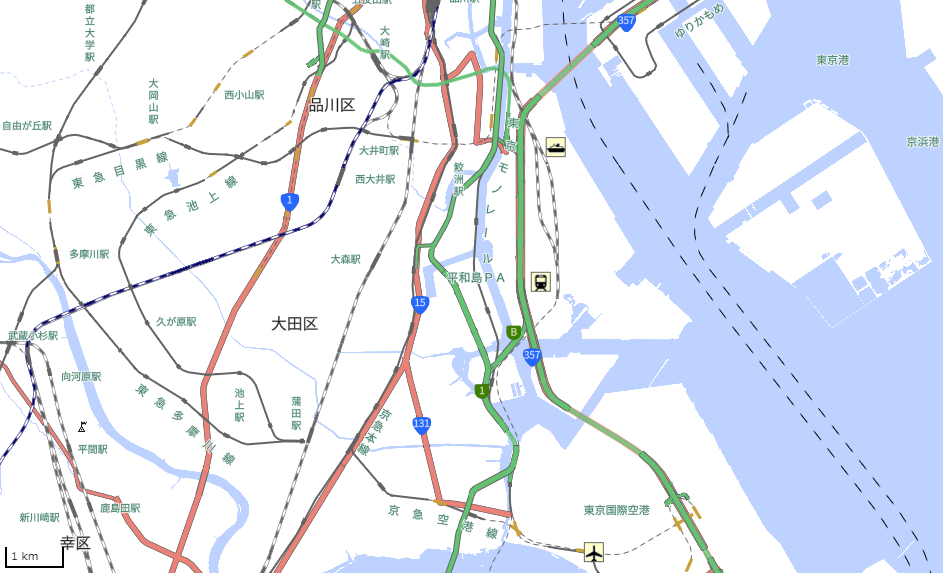 都立大学駅
品川駅
大崎駅
357
ゆりかもめ
東京港
大岡山駅
西小山駅
品川区
自由が丘駅
東京モノレール
京浜港
大井町駅
東急目黒線
鮫洲駅
西大井駅
1
東急池上線
多摩川駅
大森駅
平和島PA
15
久が原駅
大田区
武蔵小杉駅
B
357
向河原駅
1
東急多摩川線
池上駅
蒲田駅
京急本線
131
平間駅
鹿島田駅
京急空港線
東京国際空港
新川崎駅
幸区
1 km